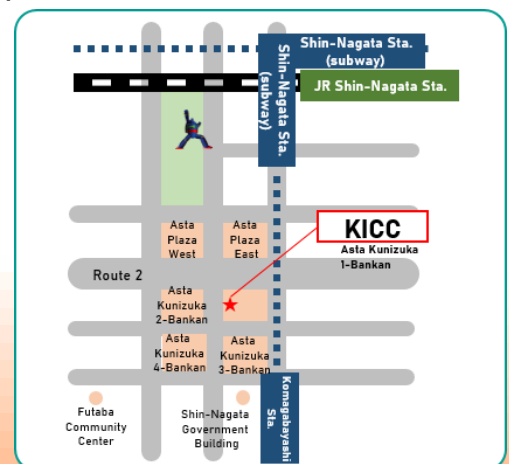 Shin-Nagata Sta.
(subway)
Shin-Nagata Sta.
(subway)
JR Shin-Nagata Sta.
KICC
Asta Kunizuka
1-Bankan
Asta
Plaza
West
Asta
Plaza
East
Route 2
Asta
Kunizuka
2-Bankan
Asta
Kunizuka
4-Bankan
Asta
Kunizuka
3-Bankan
Komagabayashi
Sta.
Futaba
Community
Center
Shin-Nagata
Government
Building